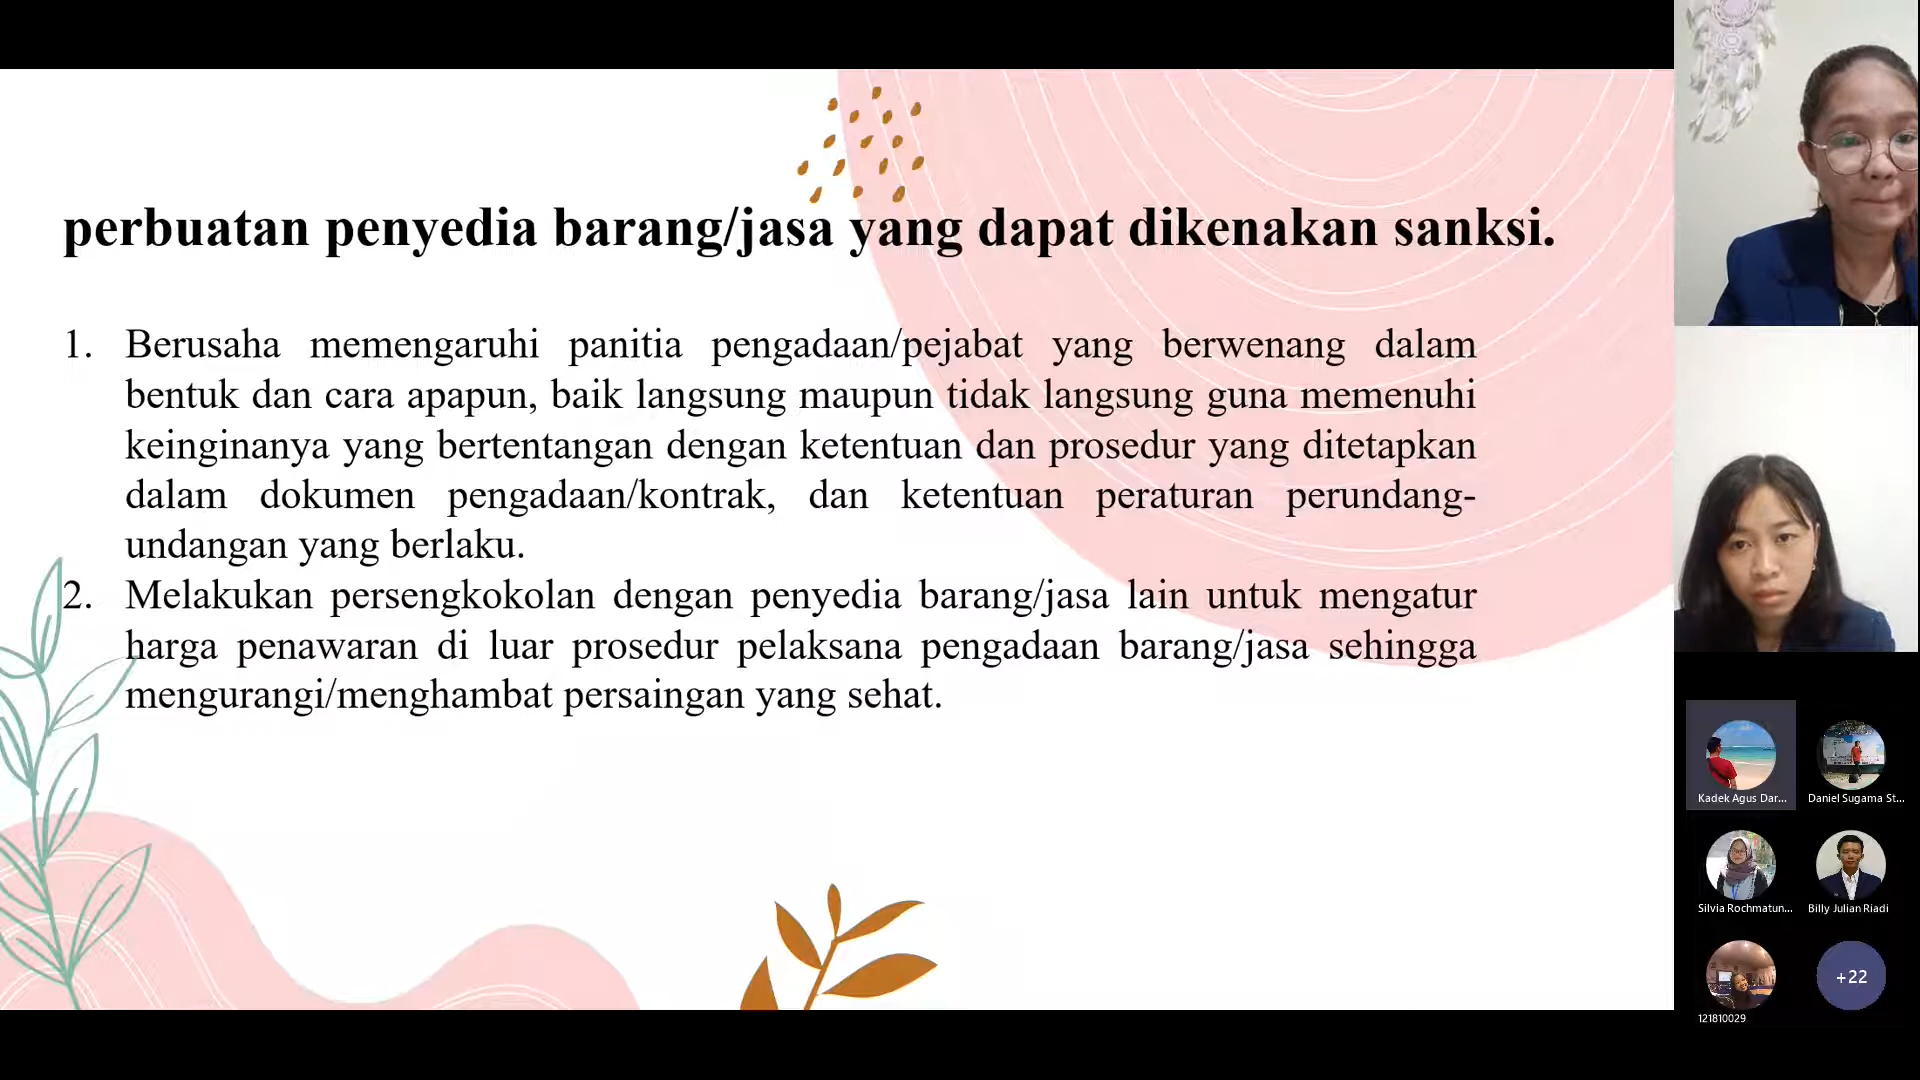 perbuatan penyedia barang/jasa yang dapat dikenakan sanksi.
1. Berusaha memengaruhi panitia pengadaan/pejabat yang berwenang dalam
bentuk dan cara apapun, baik langsung maupun tidak langsung guna memenuhi
keinginanya yang bertentangan dengan ketentuan dan prosedur yang ditetapkan
dalam dokumen pengadaan/kontrak, dan ketentuan peraturan perundang-
undangan yang berlaku.
2. Melakukan persengkokolan dengan penyedia barang/jasa lain untuk mengatur
harga penawaran di luar prosedur pelaksana pengadaan barang/jasa sehingga
mengurangi/menghambat persaingan yang sehat.
Kadek Agus Dar...
Daniel Sugama St...
Silvia Rochmatun...
Billy Julian Riadi
121810029
+22